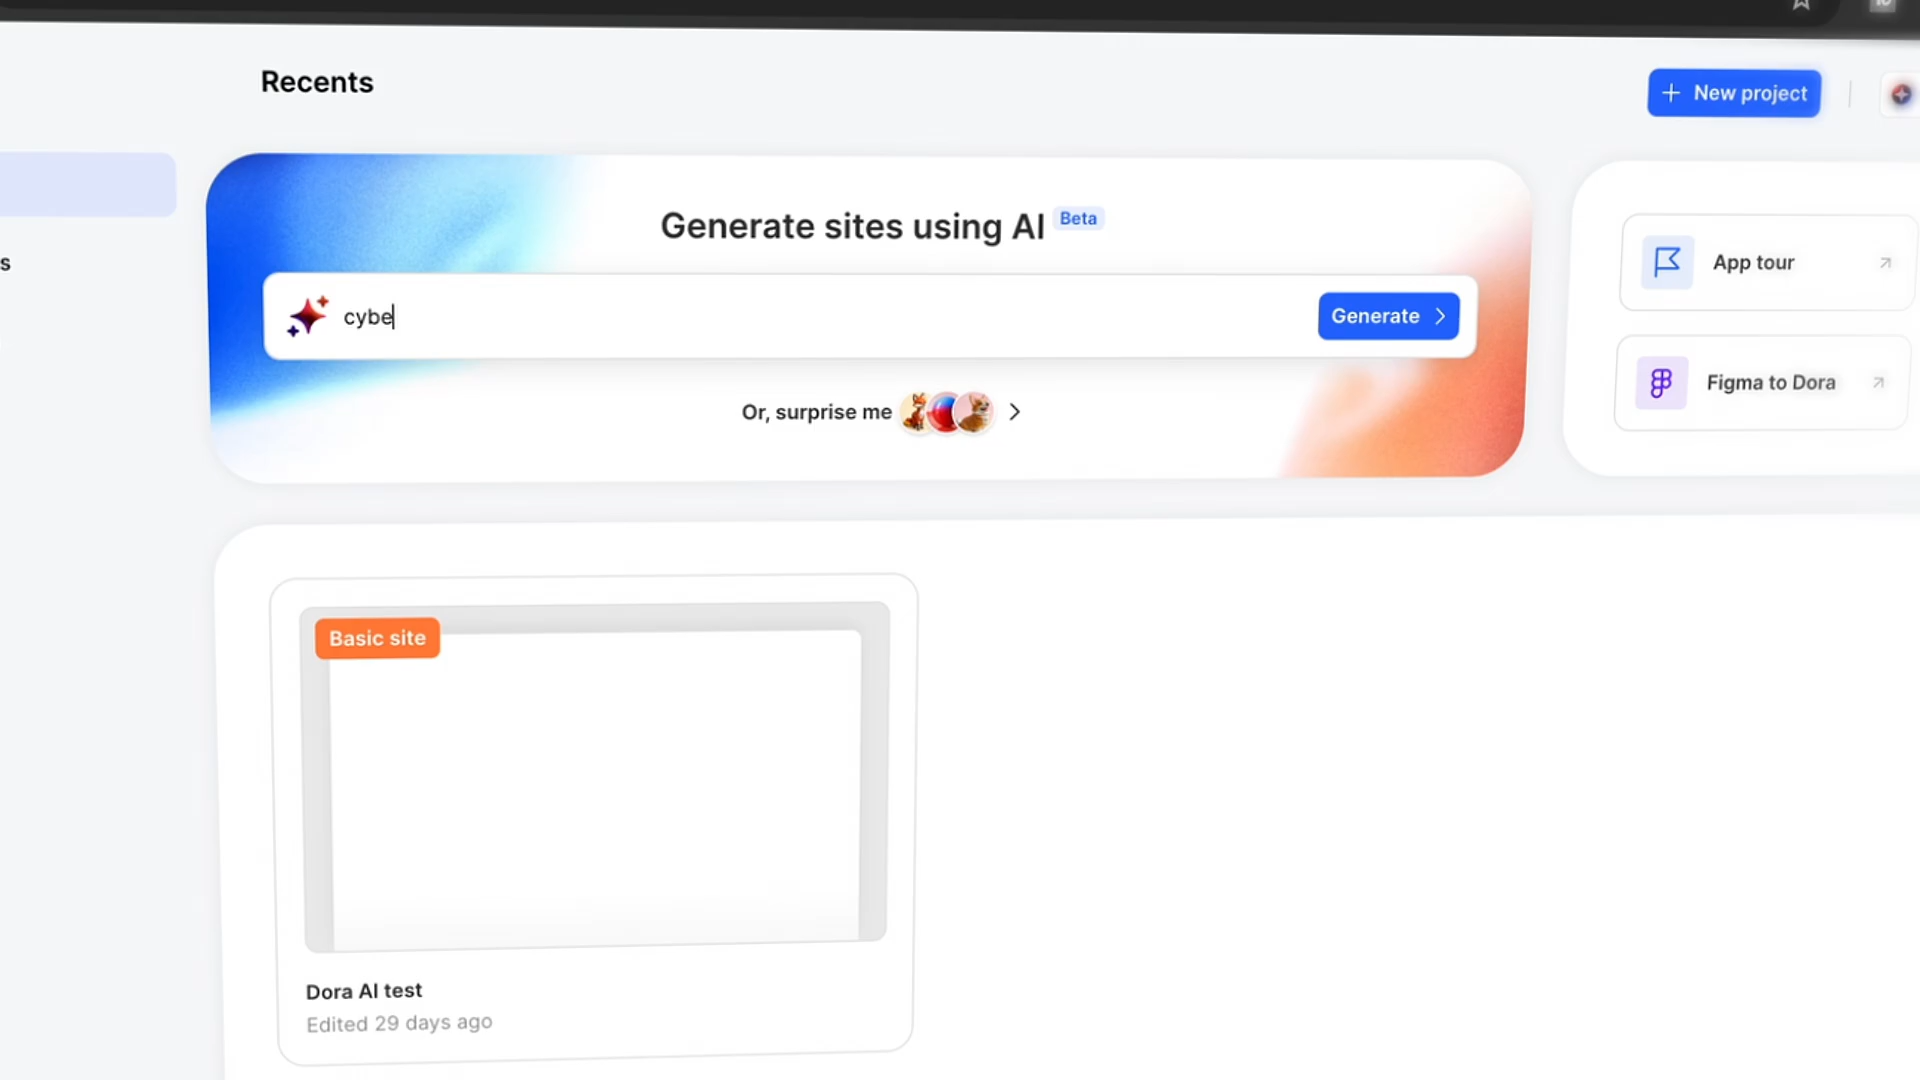 Recents
+ New project
Generate sites using AI Beta
cybe
Generate
Or, surprise me
App tour
Figma to Dora
s
Basic site
Dora AI test
Edited 29 days ago